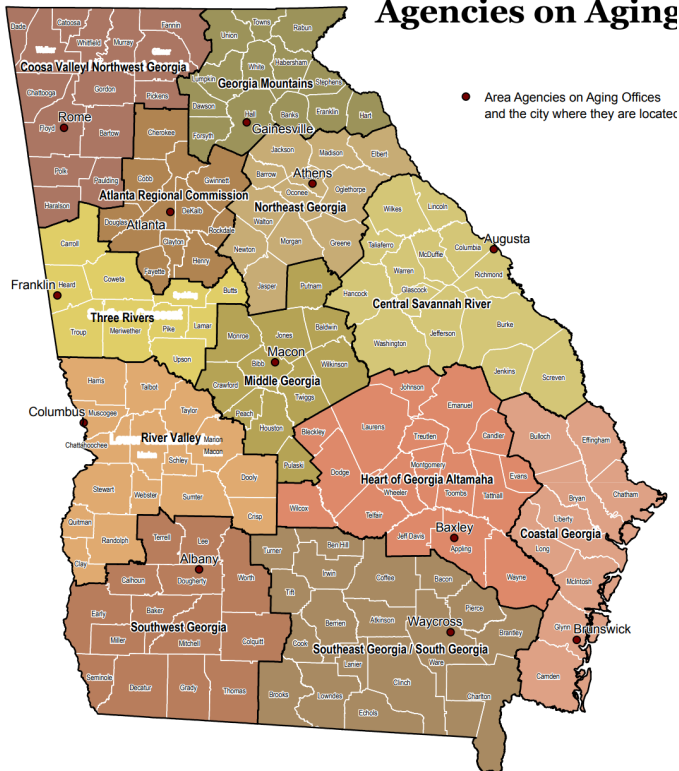 Agencies on Aging
Area Agencies on Aging Offices
and the city where they are located
Dade
Catoosa
Whitfield
Murray
Fannin
Walker
Gilmer
Coosa Valley/ Northwest Georgia
Chattooga
Gordon
Pickens
Rome
Floyd
Bartow
Polk
Paulding
Haralson
Union
Towns
Rabun
White
Habersham
Lumpkin
Stephens
Georgia Mountains
Dawson
Hall
Banks
Franklin
Hart
Forsyth
Gainesville
Cherokee
Cobb
Gwinnett
Atlanta Regional Commission
DeKalb
Douglas
Atlanta
Rockdale
Clayton
Fayette
Henry
Jackson
Madison
Elbert
Barrow
Athens
Oconee
Oglethorpe
Northeast Georgia
Walton
Newton
Morgan
Greene
Jasper
Wilkes
Lincoln
Taliaferro
McDuffie
Columbia
Augusta
Warren
Richmond
Hancock
Glascock
Central Savannah River
Burke
Washington
Jefferson
Jenkins
Screven
Carroll
Franklin
Heard
Coweta
Spalding
Butts
Three Rivers
Troup
Meriwether
Pike
Lamar
Upson
Putnam
Monroe
Jones
Baldwin
Macon
Bibb
Wilkinson
Crawford
Middle Georgia
Twiggs
Peach
Houston
Pulaski
Harris
Talbot
Taylor
Columbus
Muscogee
Chattahoochee
River Valley
Marion
Macon
Schley
Dooly
Stewart
Webster
Sumter
Crisp
Quitman
Randolph
Clay
Johnson
Emanuel
Bleckley
Laurens
Treutlen
Candler
Dodge
Montgomery
Heart of Georgia Altamaha
Evans
Wheeler
Toombs
Tattnall
Wilcox
Telfair
Jeff Davis
Baxley
Appling
Wayne
Bulloch
Effingham
Bryan
Chatham
Liberty
Coastal Georgia
Long
McIntosh
Glynn
Brunswick
Camden
Terrell
Lee
Albany
Calhoun
Dougherty
Worth
Early
Baker
Southwest Georgia
Miller
Mitchell
Colquitt
Seminole
Decatur
Grady
Thomas
Turner
Ben Hill
Irwin
Tift
Coffee
Bacon
Pierce
Berrien
Atkinson
Waycross
Brantley
Cook
Southeast Georgia / South Georgia
Lanier
Ware
Clinch
Brooks
Lowndes
Charlton
Echols